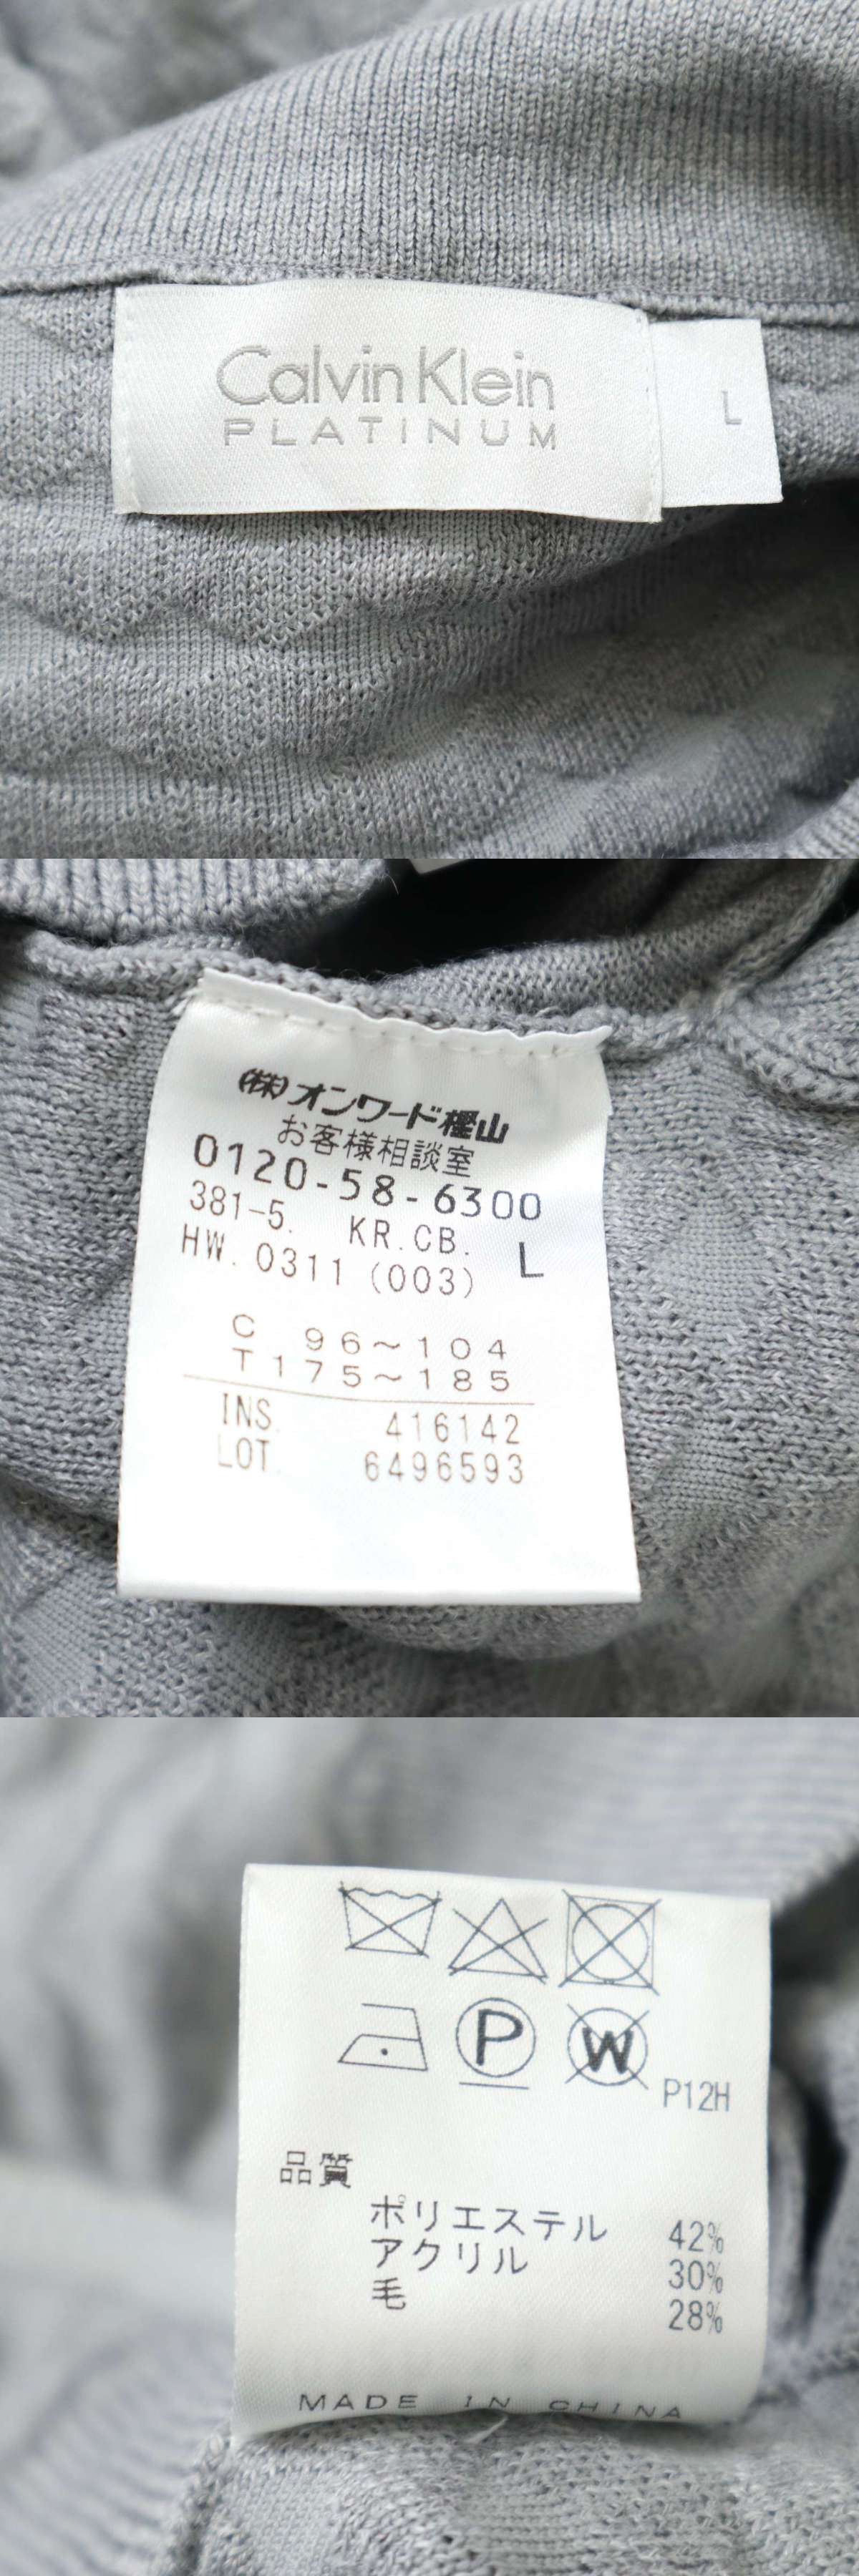 Calvin Klein
PLATINUM
L
(株)オンワード樫山
お客様相談室
0120-58-6300
381-5. KR.CB.
HW. 0311 (003) L
C 96~104
T175~185
INS. 416142
LOT. 6496593
P
W
P12H
品質
ポリエステル 42%
アクリル 30%
毛 28%
MADE IN CHINA